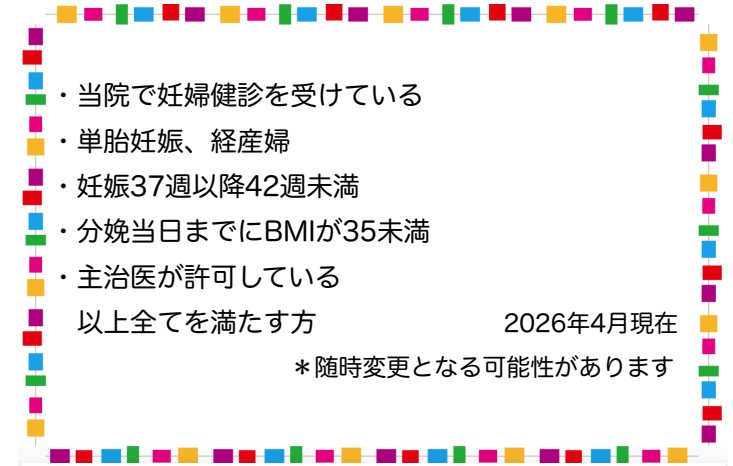 ・当院で妊婦健診を受けている
・単胎妊娠、経産婦
・妊娠37週以降42週未満
・分娩当日までにBMIが35未満
・主治医が許可している
以上全てを満たす方 2026年4月現在
＊随時変更となる可能性があります